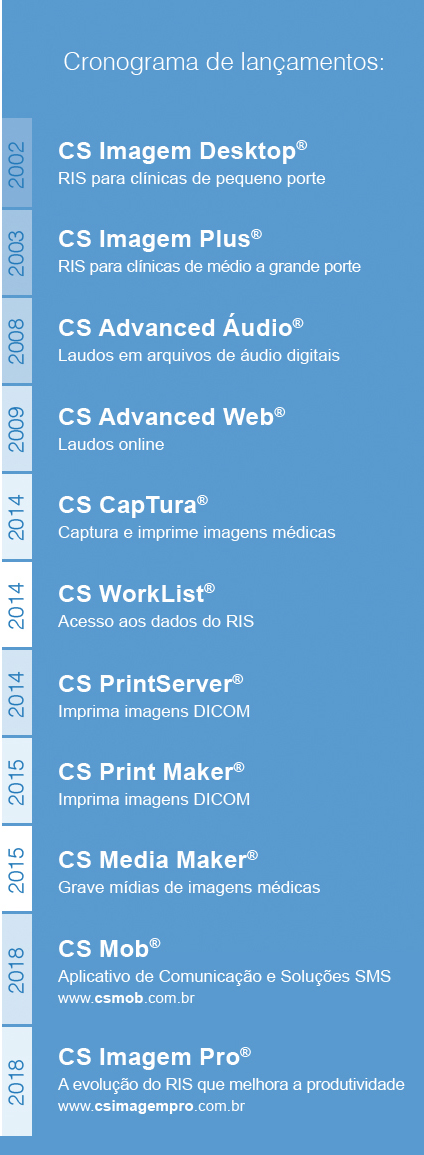 Cronograma de lançamentos:
2002
CS Imagem Desktop®
RIS para clínicas de pequeno porte
2003
CS Imagem Plus®
RIS para clínicas de médio a grande porte
2008
CS Advanced Áudio®
Laudos em arquivos de áudio digitais
2009
CS Advanced Web®
Laudos online
2014
CS CapTura®
Captura e imprime imagens médicas
2014
CS WorkList®
Acesso aos dados do RIS
2014
CS PrintServer®
Imprima imagens DICOM
2015
CS Print Maker®
Imprima imagens DICOM
2015
CS Media Maker®
Grave mídias de imagens médicas
2018
CS Mob®
Aplicativo de Comunicação e Soluções SMS
www.csmob.com.br
2018
CS Imagem Pro®
A evolução do RIS que melhora a produtividade
www.csimagempro.com.br